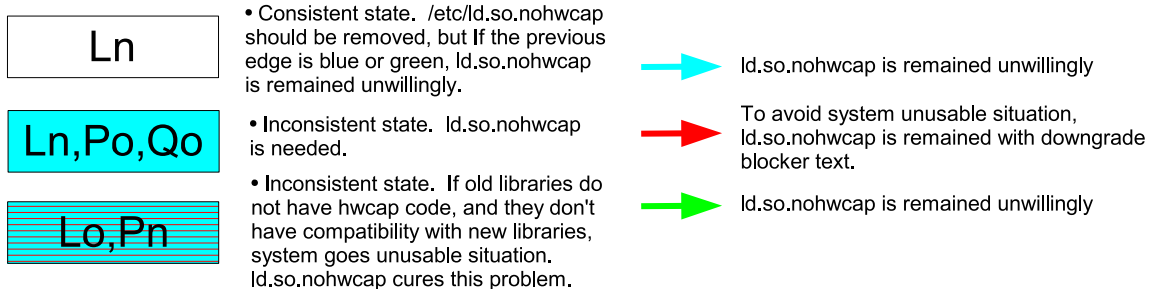 Ln
• Consistent state. /etc/ld.so.nohwcap
should be removed, but If the previous
edge is blue or green, ld.so.nohwcap
is remained unwillingly.
Ln,Po,Qo
• Inconsistent state. ld.so.nohwcap
is needed.
Lo,Pn
• Inconsistent state. If old libraries do
not have hwcap code, and they don't
have compatibility with new libraries,
system goes unusable situation.
ld.so.nohwcap cures this problem.
ld.so.nohwcap is remained unwillingly
To avoid system unusable situation,
ld.so.nohwcap is remained with downgrade
blocker text.
ld.so.nohwcap is remained unwillingly